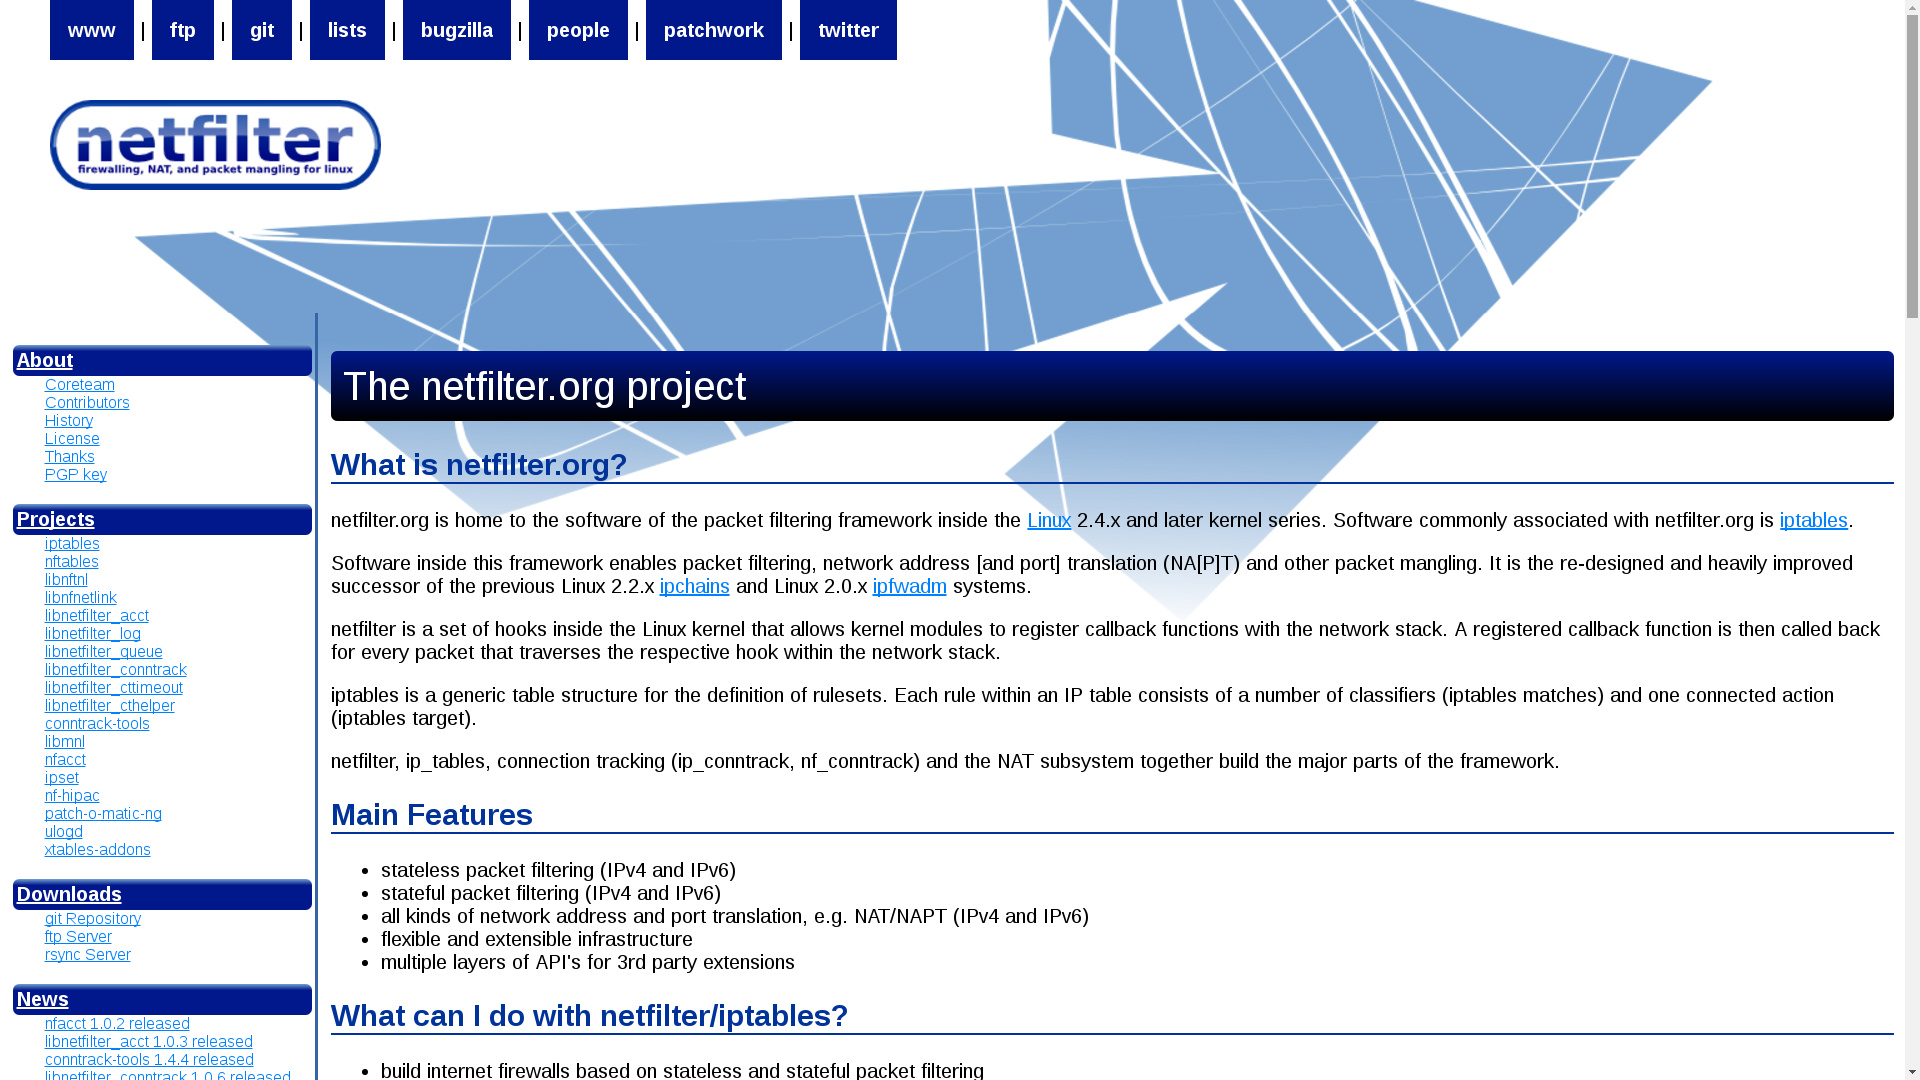 www | ftp | git | lists | bugzilla | people | patchwork | twitter
netfilter
firewalling, NAT, and packet mangling for linux
About
Coreteam
Contributors
History
License
Thanks
PGP key
Projects
iptables
nftables
libnftnl
libnfnetlink
libnetfilter_acct
libnetfilter_log
libnetfilter_queue
libnetfilter_conntrack
libnetfilter_cttimeout
libnetfilter_cthelper
conntrack-tools
libmnl
nfacct
ipset
nf-hipac
patch-o-matic-ng
ulogd
xtables-addons
Downloads
git Repository
ftp Server
rsync Server
News
nfacct 1.0.2 released
libnetfilter_acct 1.0.3 released
conntrack-tools 1.4.4 released
libnetfilter_conntrack 1.0.6 released
The netfilter.org project
What is netfilter.org?
netfilter.org is home to the software of the packet filtering framework inside the Linux 2.4.x and later kernel series. Software commonly associated with netfilter.org is iptables.
Software inside this framework enables packet filtering, network address [and port] translation (NA[P]T) and other packet mangling. It is the re-designed and heavily improved
successor of the previous Linux 2.2.x ipchains and Linux 2.0.x ipfwadm systems.
netfilter is a set of hooks inside the Linux kernel that allows kernel modules to register callback functions with the network stack. A registered callback function is then called back
for every packet that traverses the respective hook within the network stack.
iptables is a generic table structure for the definition of rulesets. Each rule within an IP table consists of a number of classifiers (iptables matches) and one connected action
(iptables target).
netfilter, ip_tables, connection tracking (ip_conntrack, nf_conntrack) and the NAT subsystem together build the major parts of the framework.
Main Features
• stateless packet filtering (IPv4 and IPv6)
• stateful packet filtering (IPv4 and IPv6)
• all kinds of network address and port translation, e.g. NAT/NAPT (IPv4 and IPv6)
• flexible and extensible infrastructure
• multiple layers of API's for 3rd party extensions
What can I do with netfilter/iptables?
• build internet firewalls based on stateless and stateful packet filtering